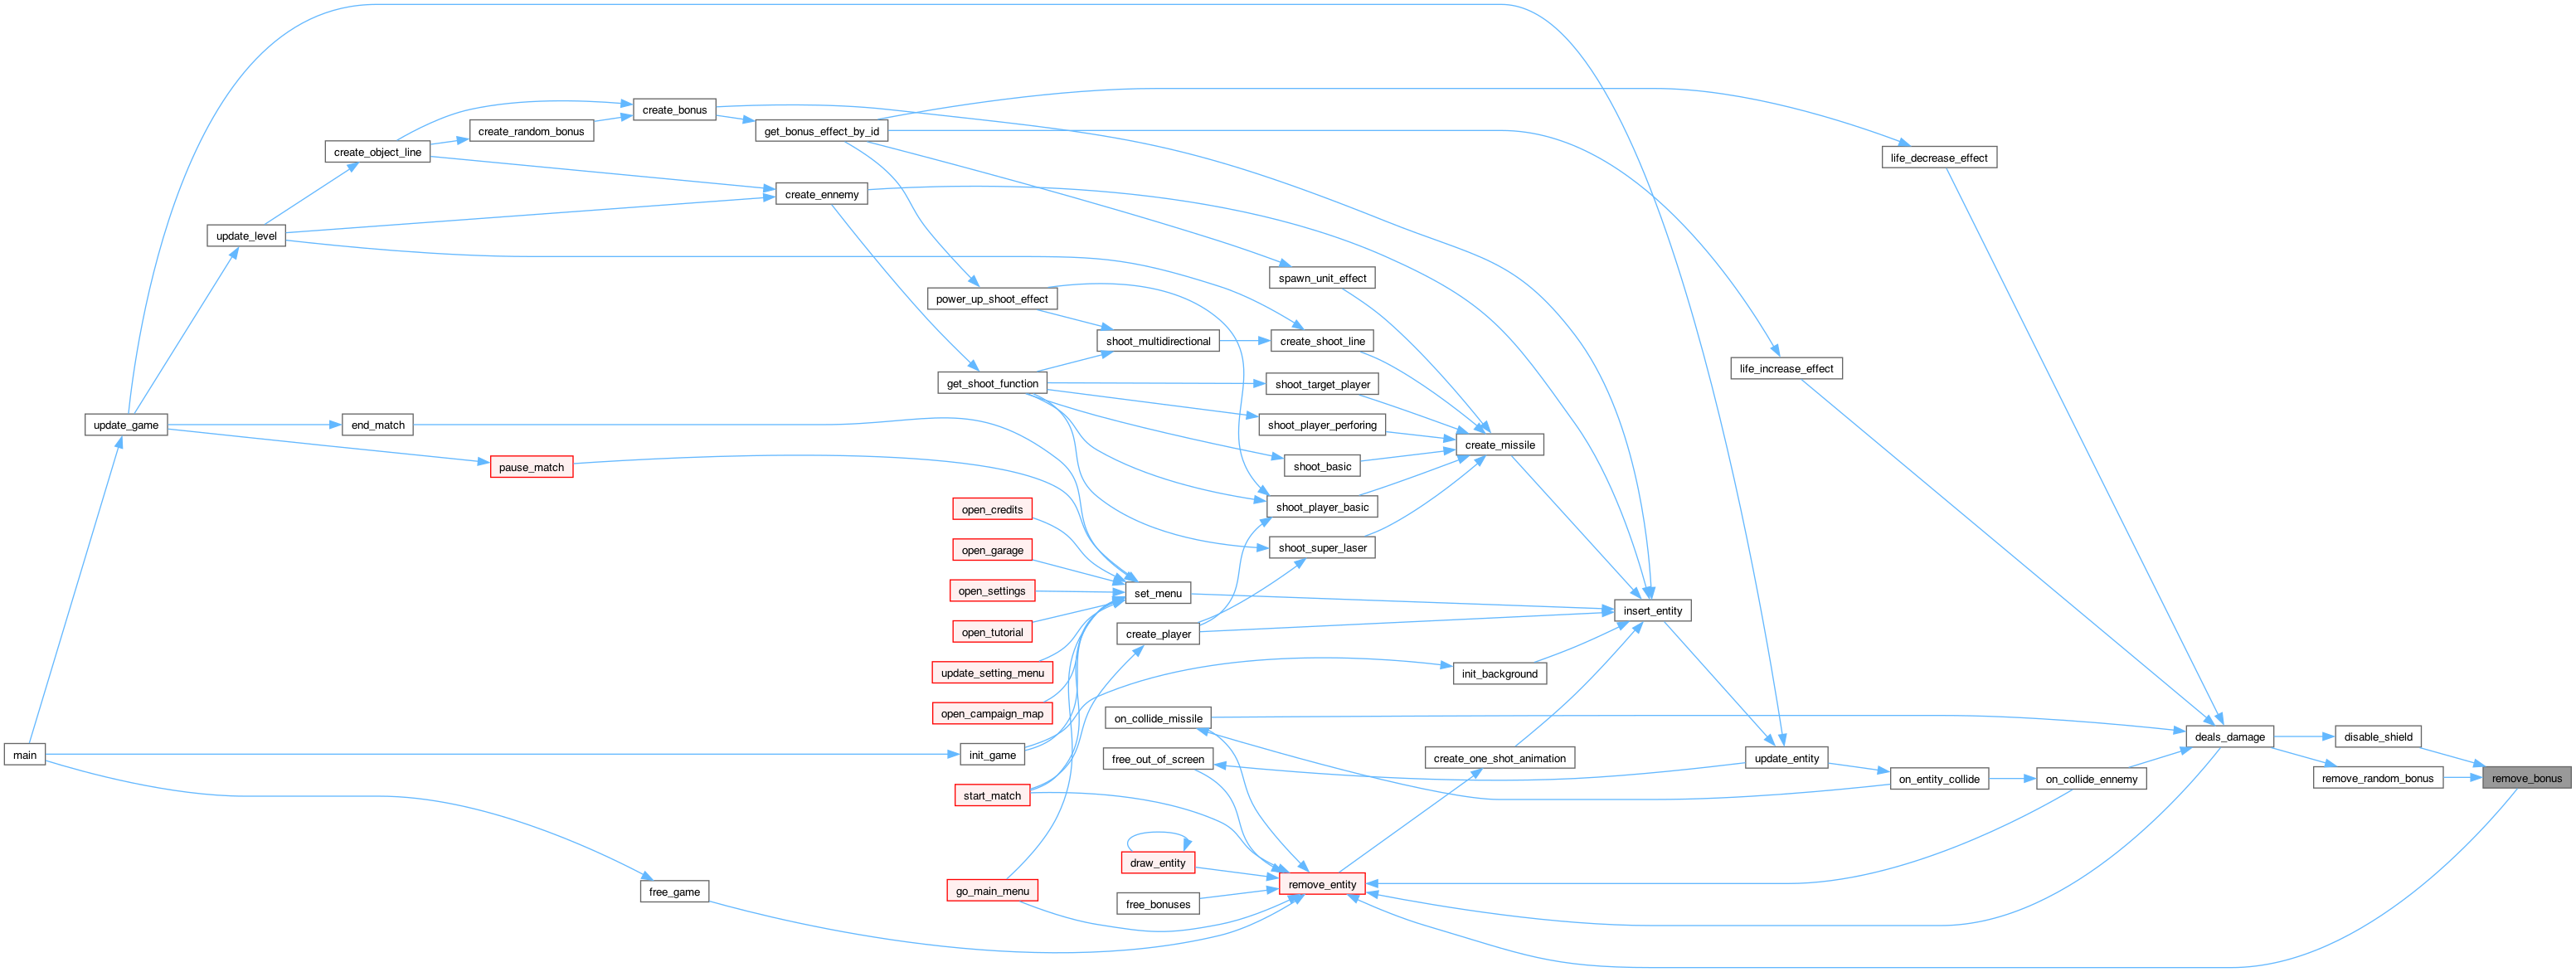 create_bonus
create_random_bonus
get_bonus_effect_by_id
create_object_line
life_decrease_effect
create_ennemy
update_level
spawn_unit_effect
power_up_shoot_effect
shoot_multidirectional
create_shoot_line
life_increase_effect
get_shoot_function
shoot_target_player
update_game
end_match
shoot_player_perforing
create_missile
pause_match
shoot_basic
open_credits
shoot_player_basic
open_garage
shoot_super_laser
open_settings
set_menu
insert_entity
open_tutorial
create_player
update_setting_menu
init_background
open_campaign_map
on_collide_missile
deals_damage
disable_shield
main
init_game
free_out_of_screen
create_one_shot_animation
update_entity
on_entity_collide
on_collide_ennemy
remove_random_bonus
remove_bonus
start_match
draw_entity
free_game
go_main_menu
remove_entity
free_bonuses